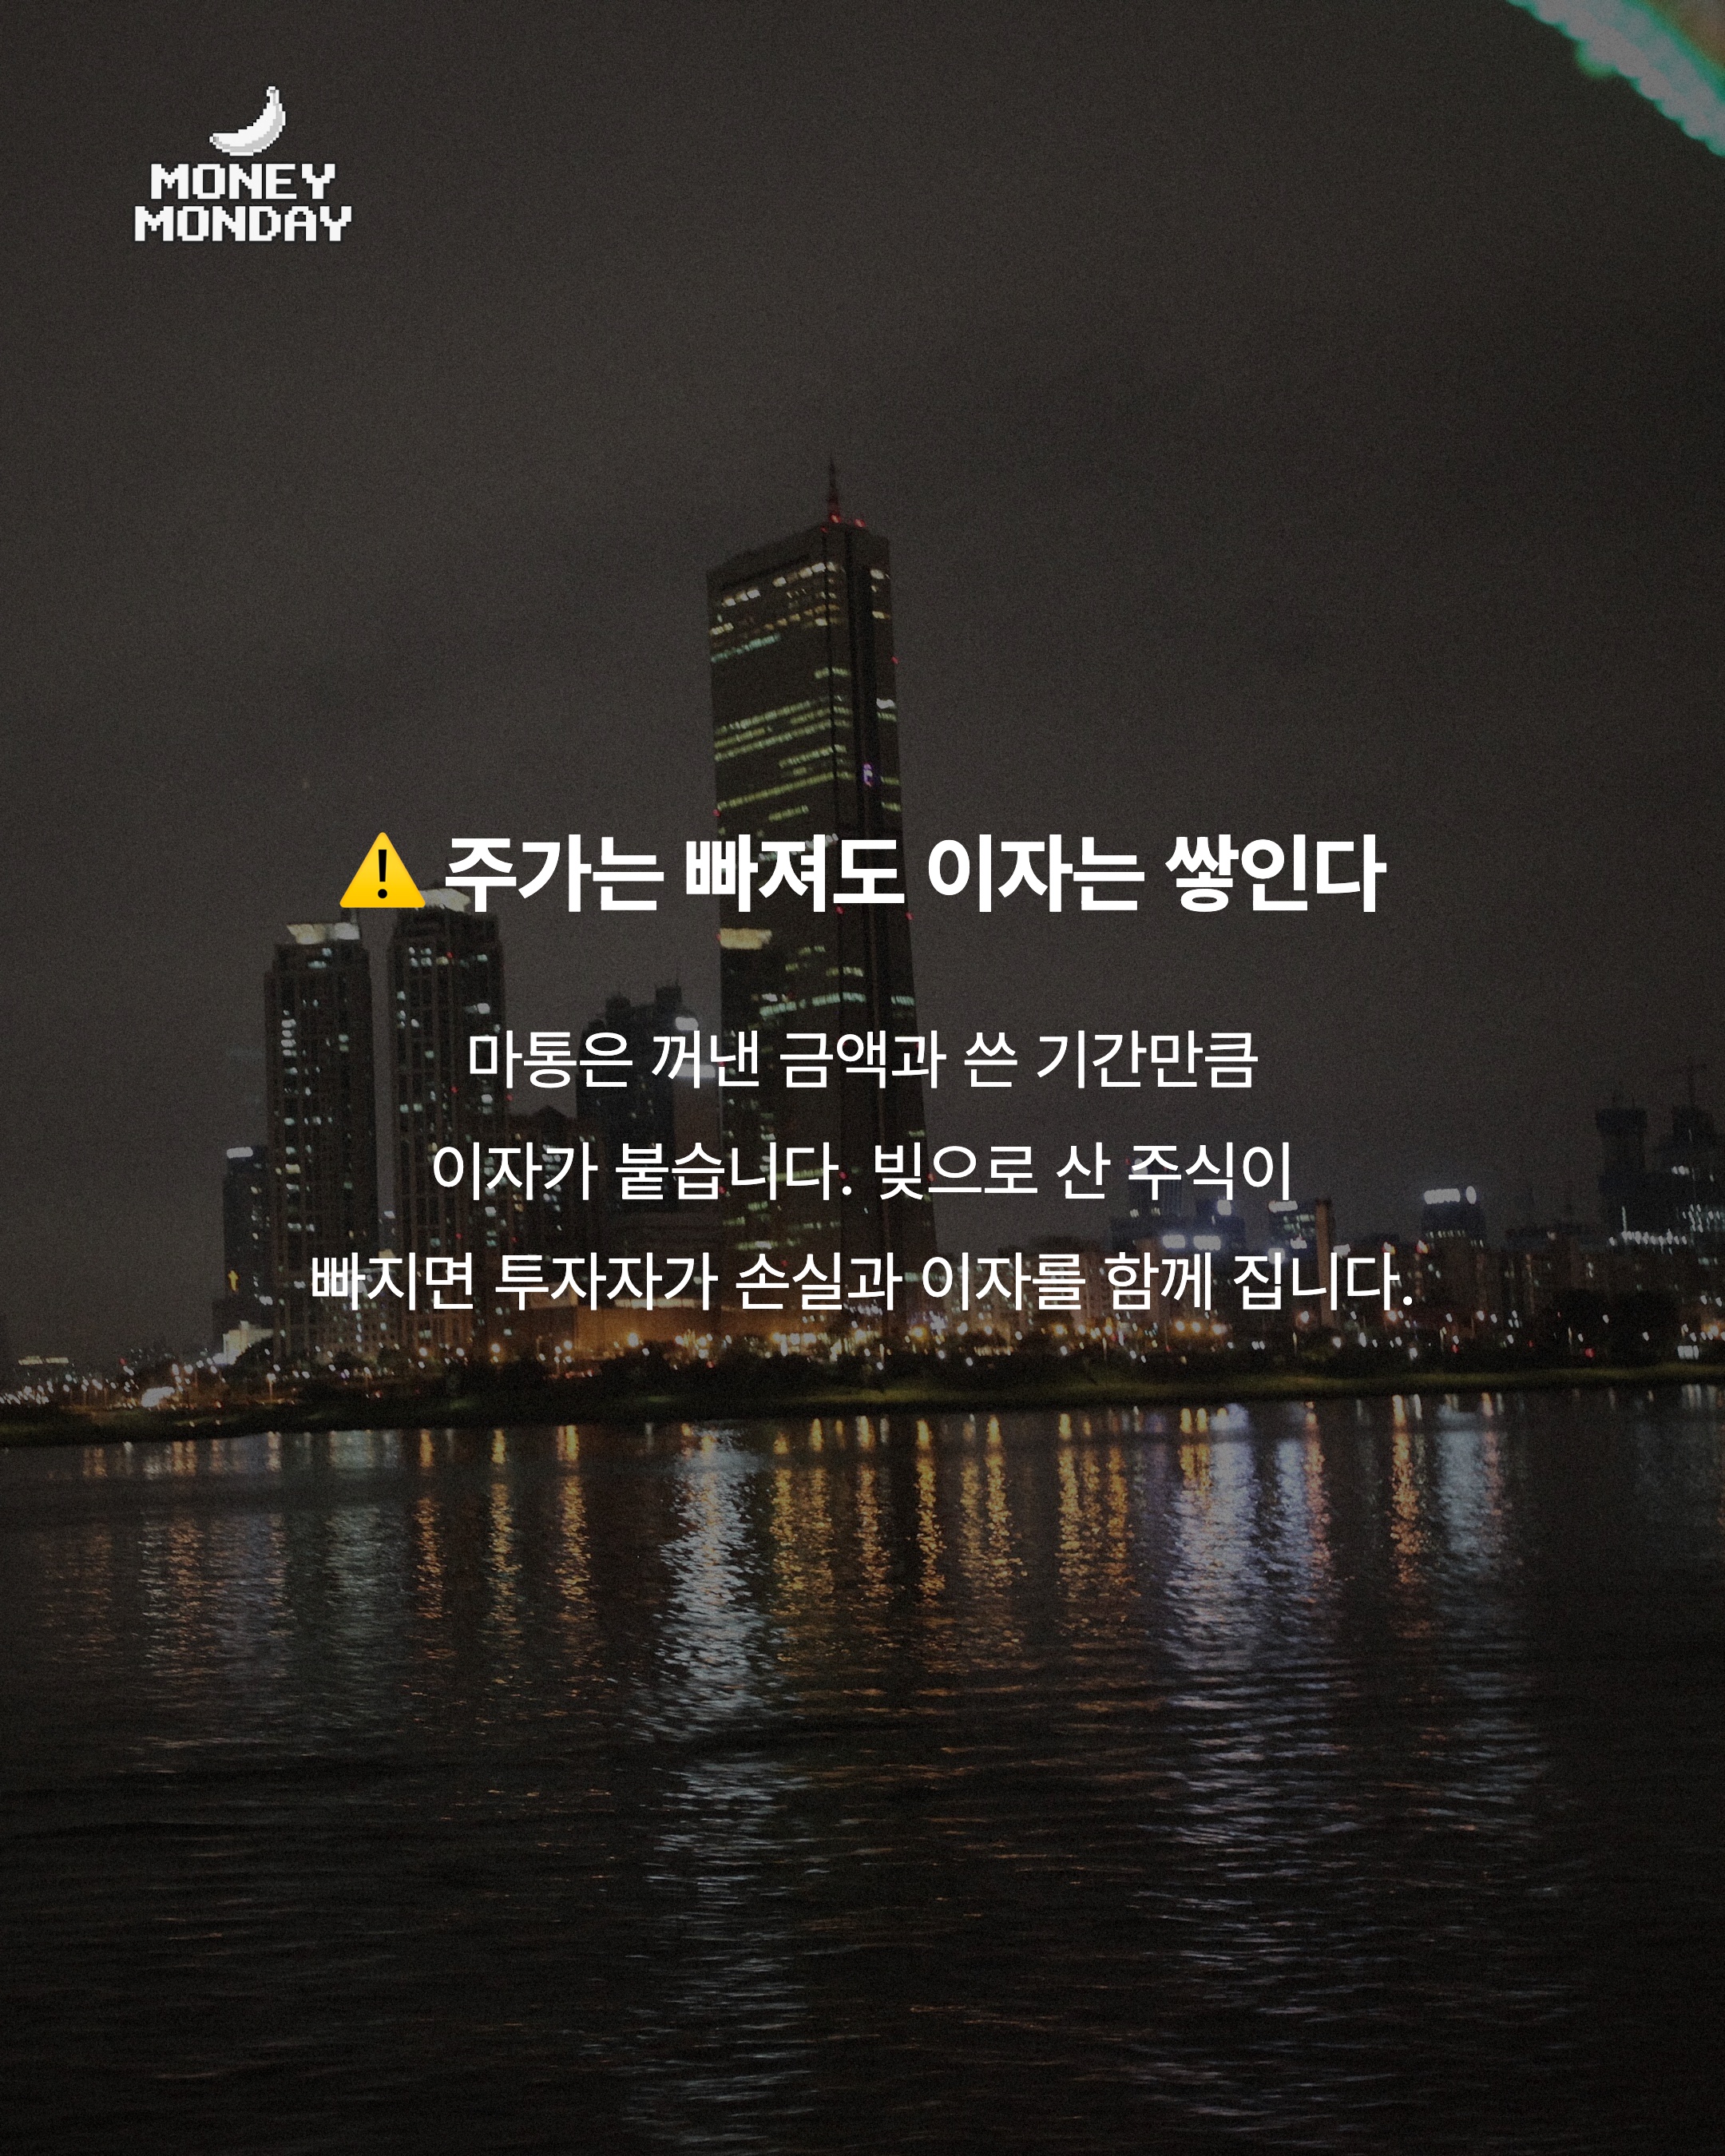 MONEY
MONDAY
⚠️ 주가는 빠져도 이자는 쌓인다
마통은 꺼낸 금액과 쓴 기간만큼
이자가 붙습니다. 빚으로 산 주식이
빠지면 투자자가 손실과 이자를 함께 집니다.